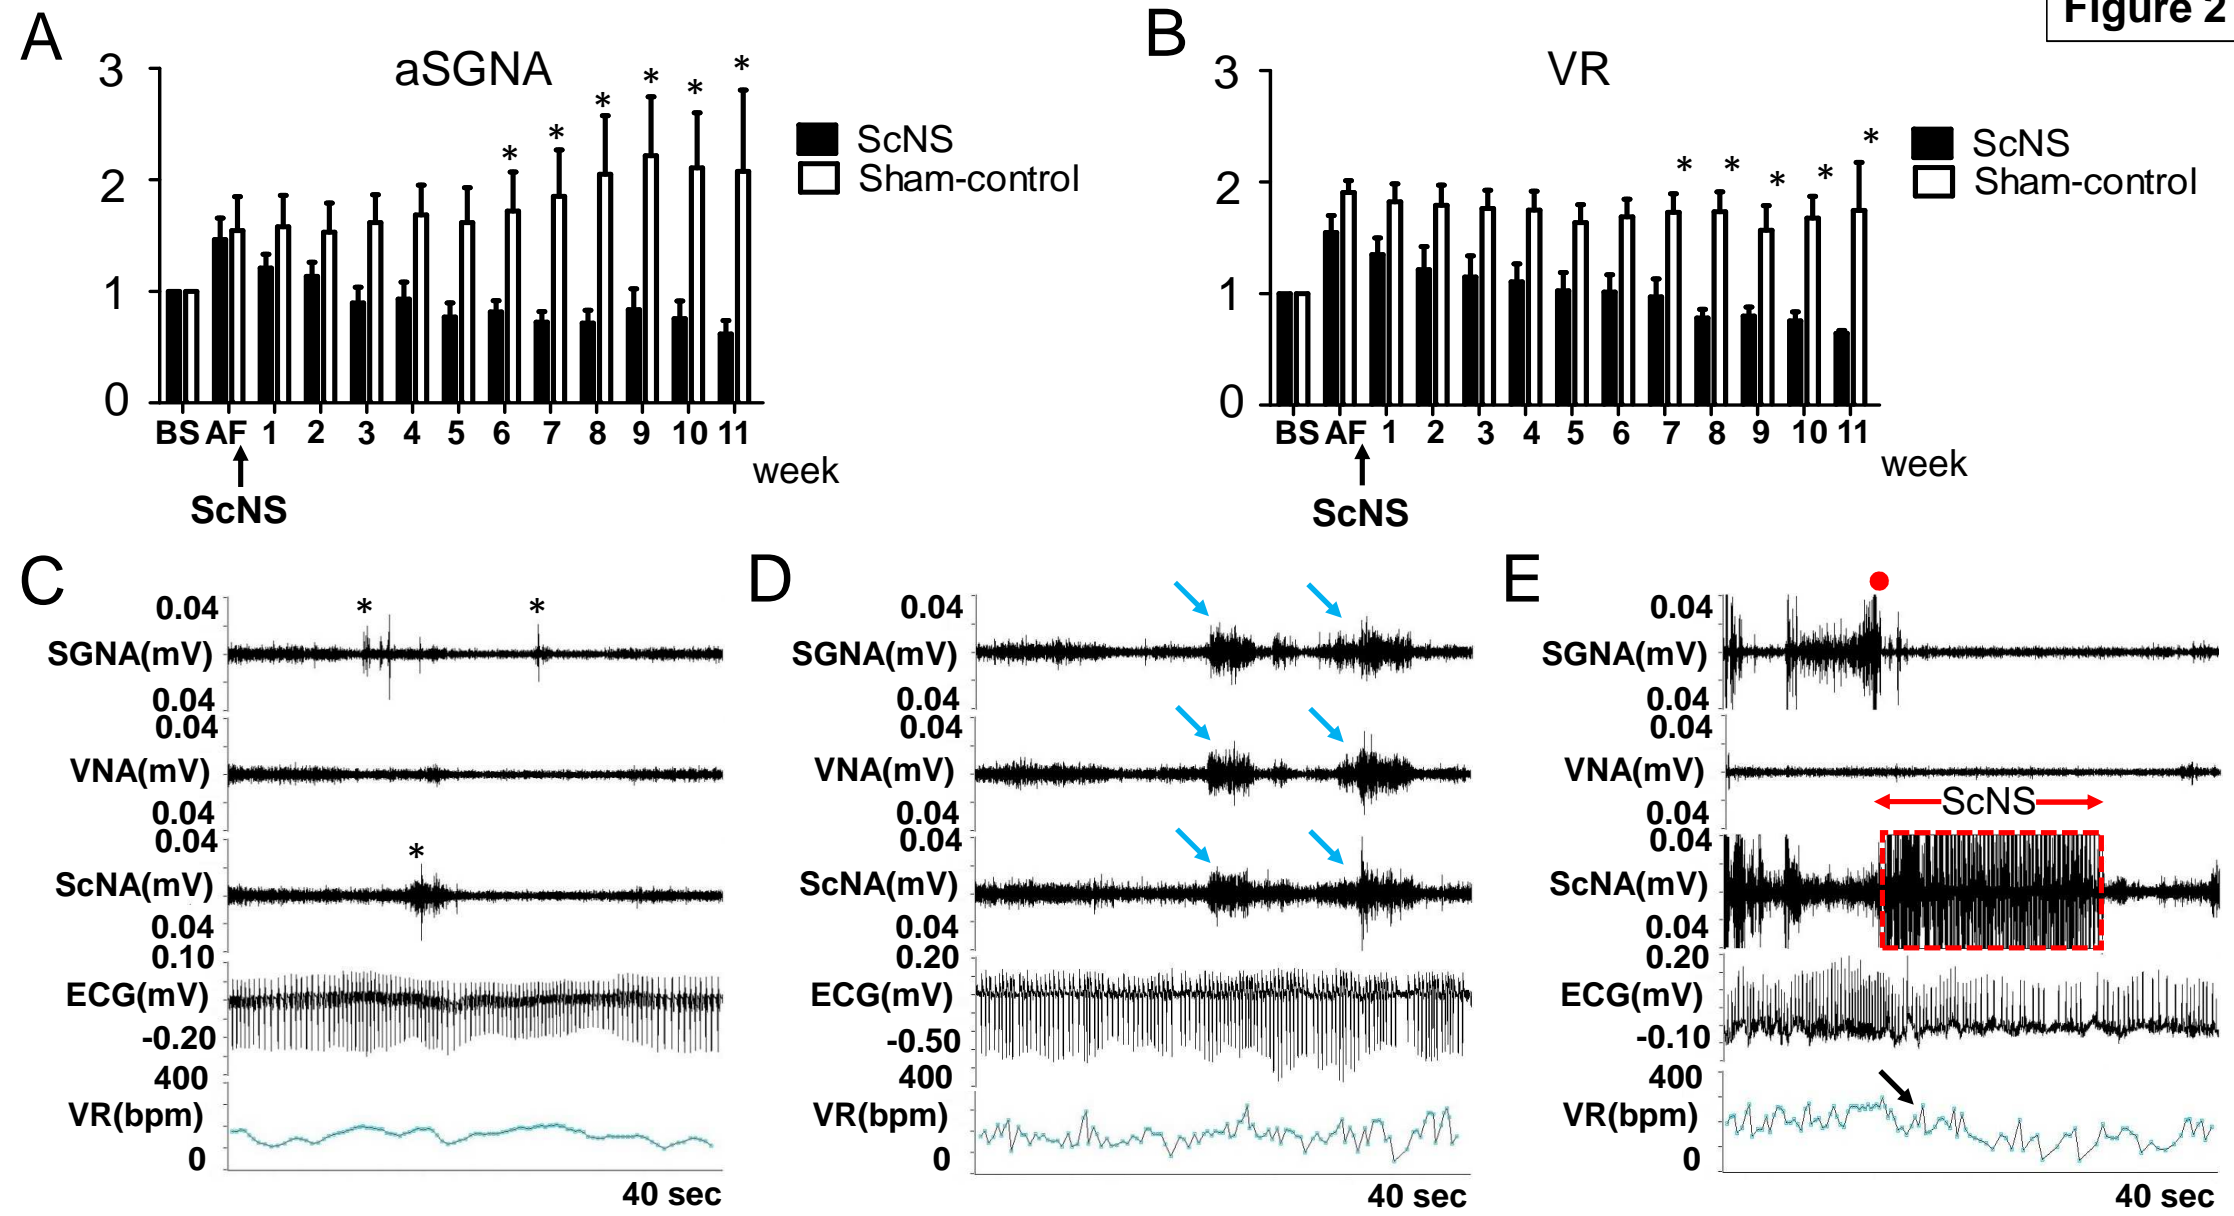 Figure 2
A
aSGNA
3
2
1
0
* * * * * *
ScNS
Sham-control
BS AF 1 2 3 4 5 6 7 8 9 10 11
week
ScNS
B
VR
3
2
1
0
* * * * *
ScNS
Sham-control
BS AF 1 2 3 4 5 6 7 8 9 10 11
week
ScNS
C
* *
0.04
SGNA(mV)
0.04
0.04
VNA(mV)
0.04
0.04
*
ScNA(mV)
0.04
0.10
ECG(mV)
-0.20
400
VR(bpm)
0
40 sec
D
0.04
SGNA(mV)
0.04
0.04
VNA(mV)
0.04
0.04
ScNA(mV)
0.04
0.20
ECG(mV)
-0.50
400
VR(bpm)
0
40 sec
E
0.04
SGNA(mV)
0.04
0.04
VNA(mV)
0.04
ScNS
0.04
ScNA(mV)
0.04
0.20
ECG(mV)
-0.10
400
VR(bpm)
0
40 sec